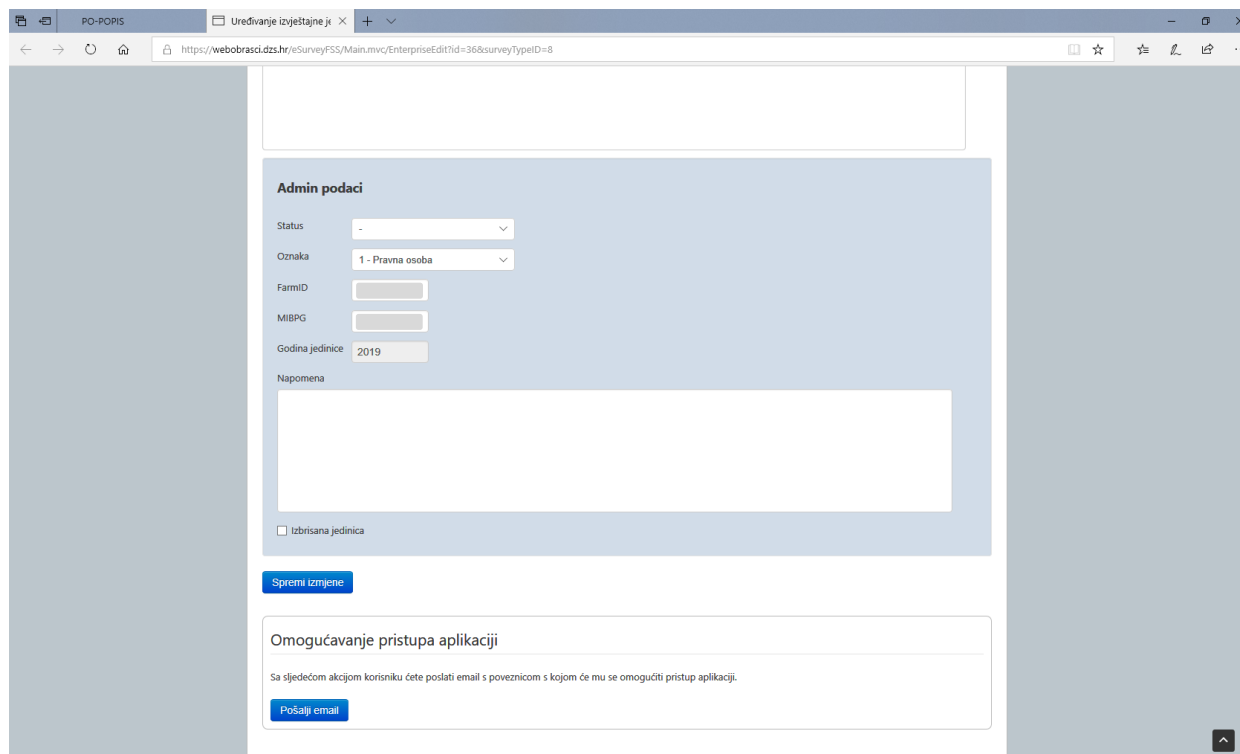 PO-POPIS
Uređivanje izvještajne je
https://webobrasci.dzs.hr/eSurveyFSS/Main.mvc/EnterpriseEdit?id=36&surveyTypeID=8
Admin podaci
Status
-
Oznaka
1 - Pravna osoba
FarmID
MIBPG
Godina jedinice
2019
Napomena
Izbrisana jedinica
Spremi izmjene
Omogućavanje pristupa aplikaciji
Sa sljedećom akcijom korisniku ćete poslati email s poveznicom s kojom će mu se omogućiti pristup aplikaciji.
Pošalji email